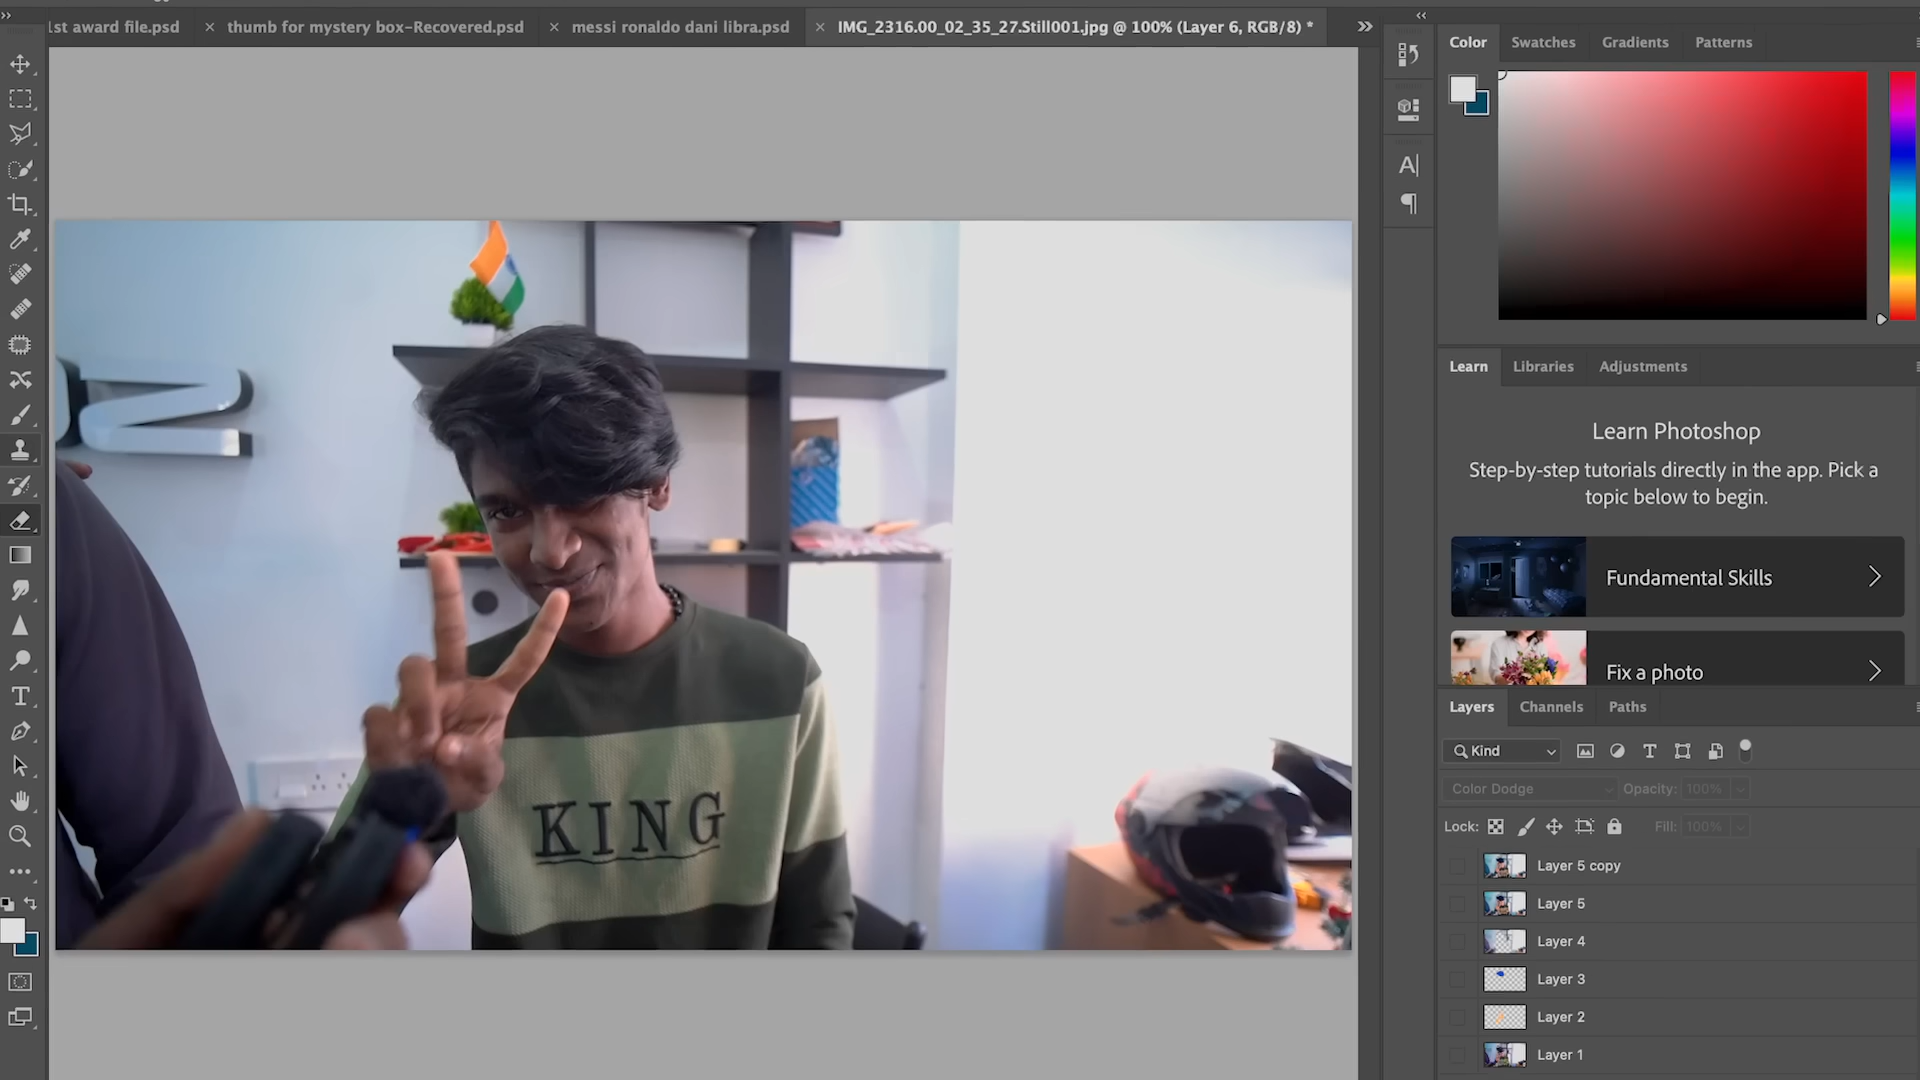 1st award file.psd
thumb for mystery box-Recovered.psd
messi ronaldo dani libra.psd
IMG_2316.00_02_35_27.Still001.jpg @ 100% (Layer 6, RGB/8) *
Color
Swatches
Gradients
Patterns
Learn
Libraries
Adjustments
Learn Photoshop
Step-by-step tutorials directly in the app. Pick a
topic below to begin.
Fundamental Skills
Fix a photo
Layers
Channels
Paths
Kind
Color Dodge
Opacity: 100%
Lock:
Fill: 100%
Layer 5 copy
Layer 5
Layer 4
Layer 3
Layer 2
Layer 1
KING